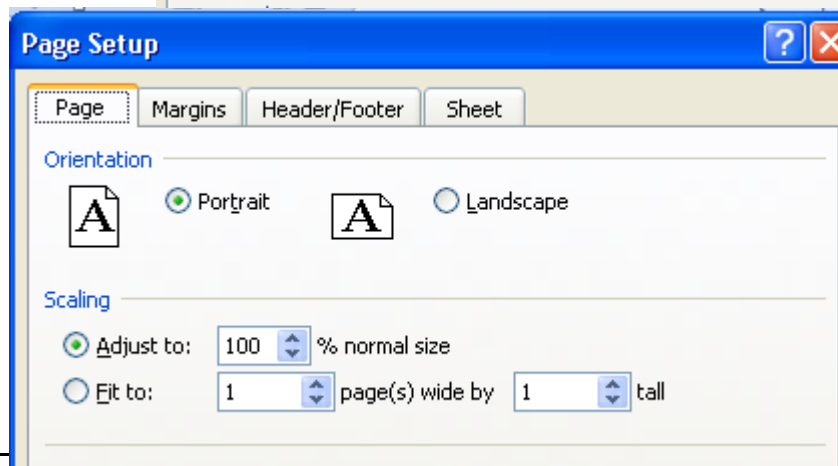 Page Setup
Page Margins Header/Footer Sheet
Orientation
A Portrait A Landscape
Scaling
Adjust to: 100 % normal size
Fit to: 1 page(s) wide by 1 tall